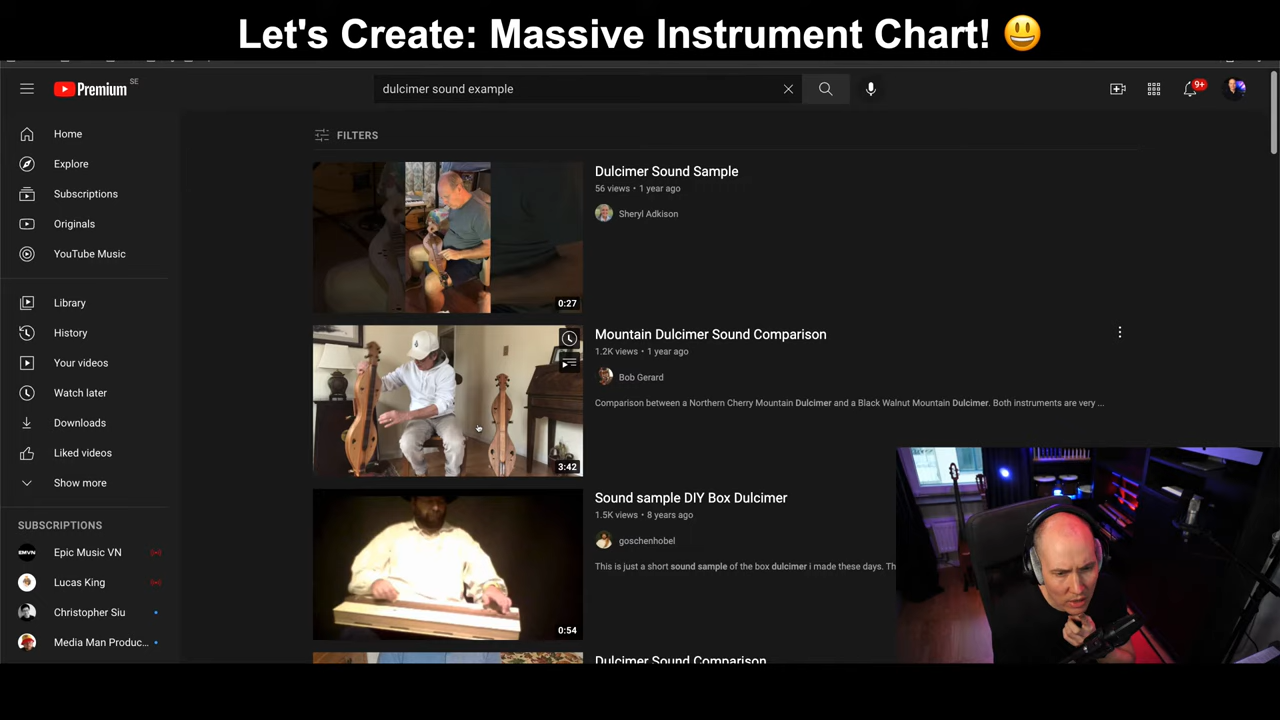 Let's Create: Massive Instrument Chart! 😃
Premium SE
dulcimer sound example
9+
Home
Explore
Subscriptions
Originals
YouTube Music
Library
History
Your videos
Watch later
Downloads
Liked videos
Show more
SUBSCRIPTIONS
EMVN
Epic Music VN
Lucas King
Christopher Siu
Media Man Produc...
FILTERS
0:27
Dulcimer Sound Sample
56 views • 1 year ago
Sheryl Adkison
3:42
Mountain Dulcimer Sound Comparison
1.2K views • 1 year ago
Bob Gerard
Comparison between a Northern Cherry Mountain Dulcimer and a Black Walnut Mountain Dulcimer. Both instruments are very ...
0:54
Sound sample DIY Box Dulcimer
1.5K views • 8 years ago
goschenhobel
This is just a short sound sample of the box dulcimer i made these days. Th
Dulcimer Sound Comparison